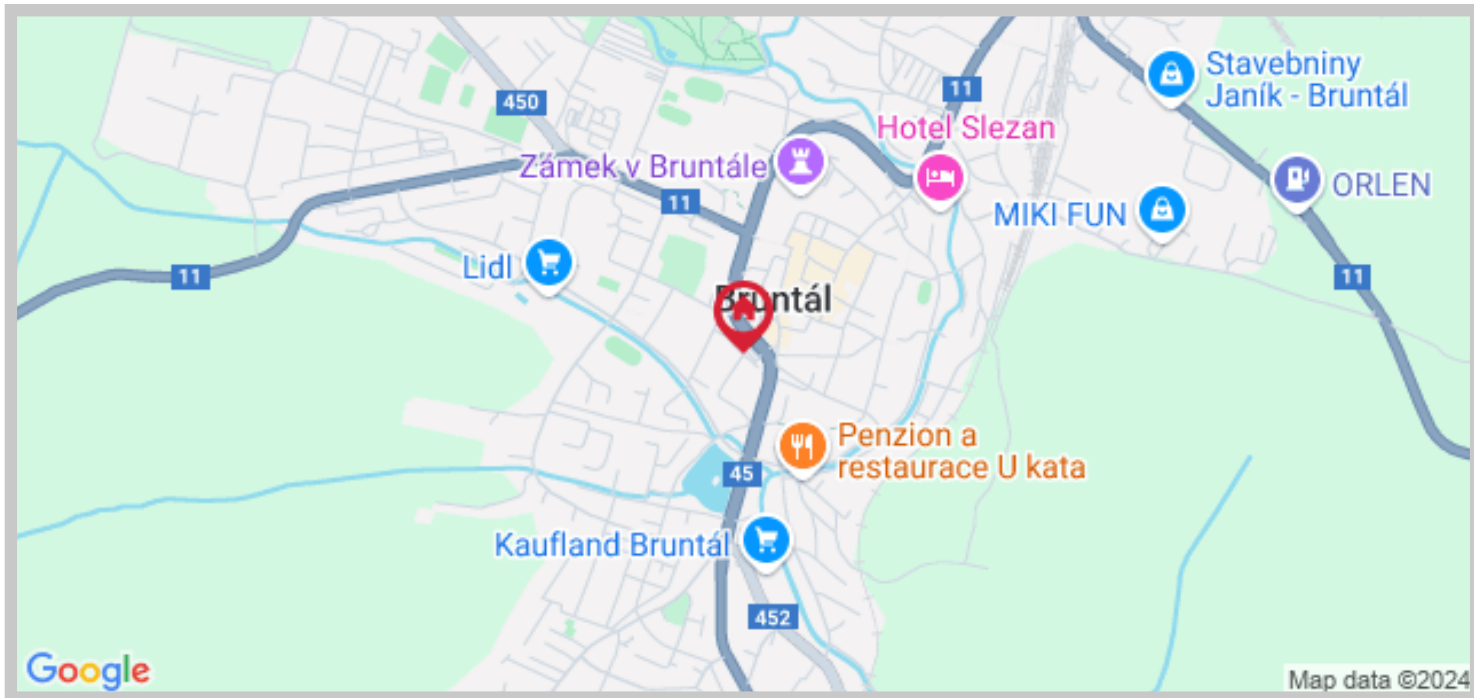 Stavebniny
Janík - Bruntál
450
11
Hotel Slezan
Zámek v Bruntále
ORLEN
11
MIKI FUN
Lidl
11
11
Bruntál
Penzion a
restaurace U kata
45
Kaufland Bruntál
452
Google
Map data ©2024